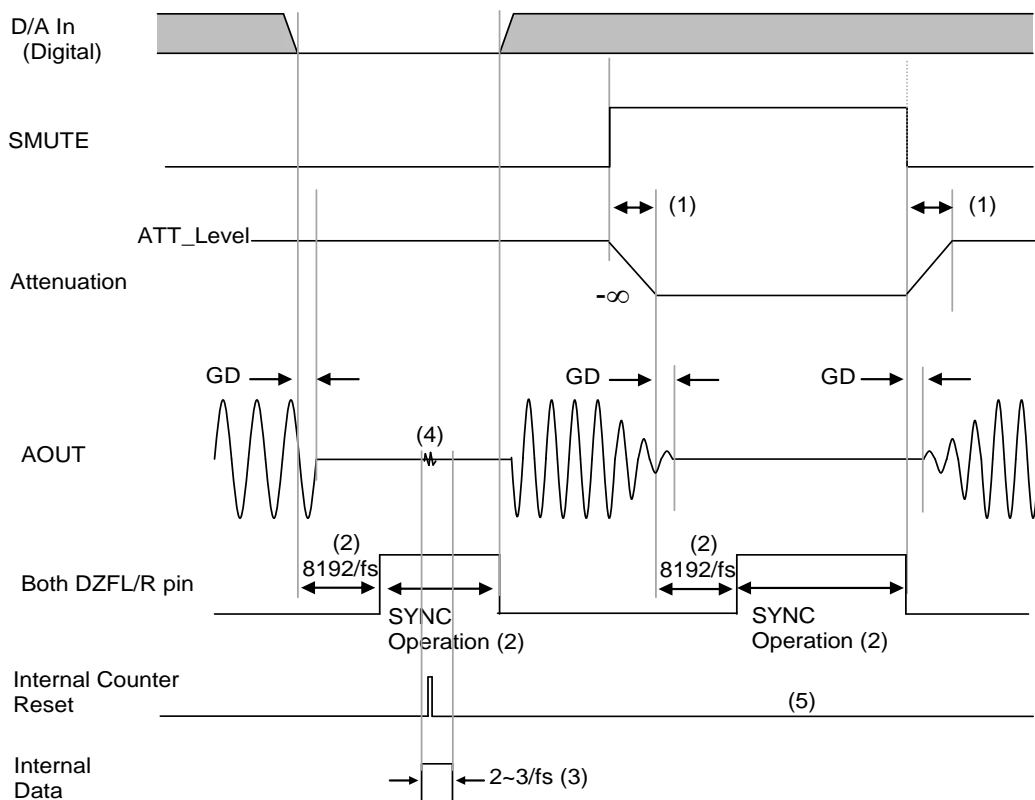 D/A In
(Digital)
SMUTE
(1)
(1)
ATT_Level
Attenuation
-∞
GD
GD
GD
AOUT
(4)
(2)
8192/fs
(2)
8192/fs
Both DZFL/R pin
SYNC
Operation (2)
SYNC
Operation (2)
Internal Counter
Reset
(5)
Internal
Data
2~3/fs (3)